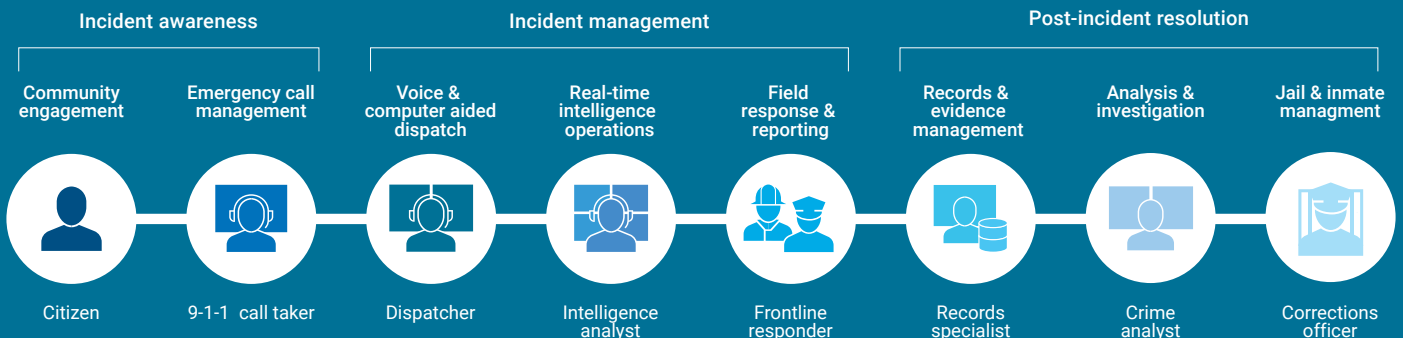 Incident awareness
Incident management
Post-incident resolution
Community
engagement
Emergency call
management
Voice &
computer aided
dispatch
Real-time
intelligence
operations
Field
response &
reporting
Records &
evidence
management
Analysis &
investigation
Jail & inmate
managment
Citizen
9-1-1 call taker
Dispatcher
Intelligence
analyst
Frontline
responder
Records
specialist
Crime
analyst
Corrections
officer